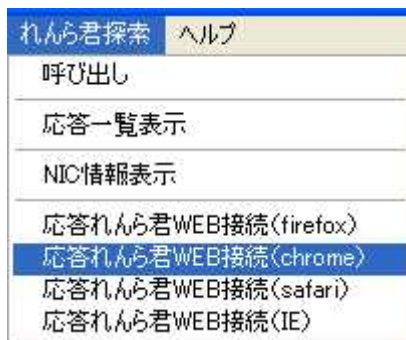 れんら君探索 ヘルプ
呼び出し
応答一覧表示
NIC情報表示
応答れんら君WEB接続(firefox)
応答れんら君WEB接続(chrome)
応答れんら君WEB接続(safari)
応答れんら君WEB接続(IE)